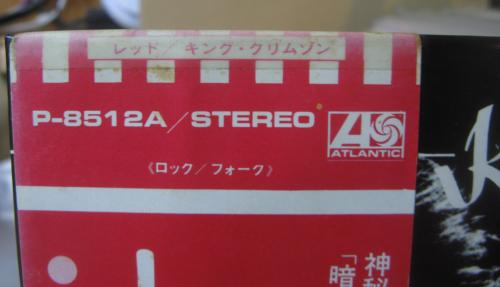 レッド/キング・クリムゾン
P-8512A/STEREO
ATLANTIC
《ロック/フォーク》
神秘
「暗